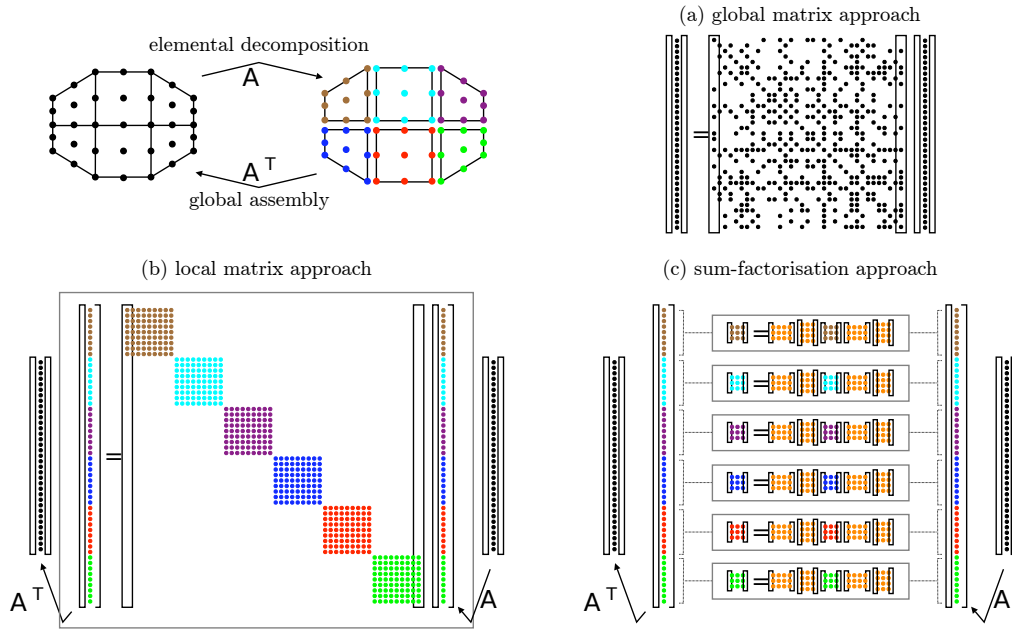 (a) global matrix approach
elemental decomposition
A
A T
global assembly
=
(b) local matrix approach
(c) sum-factorisation approach
=
=
=
=
=
=
=
A T
A
A T
A